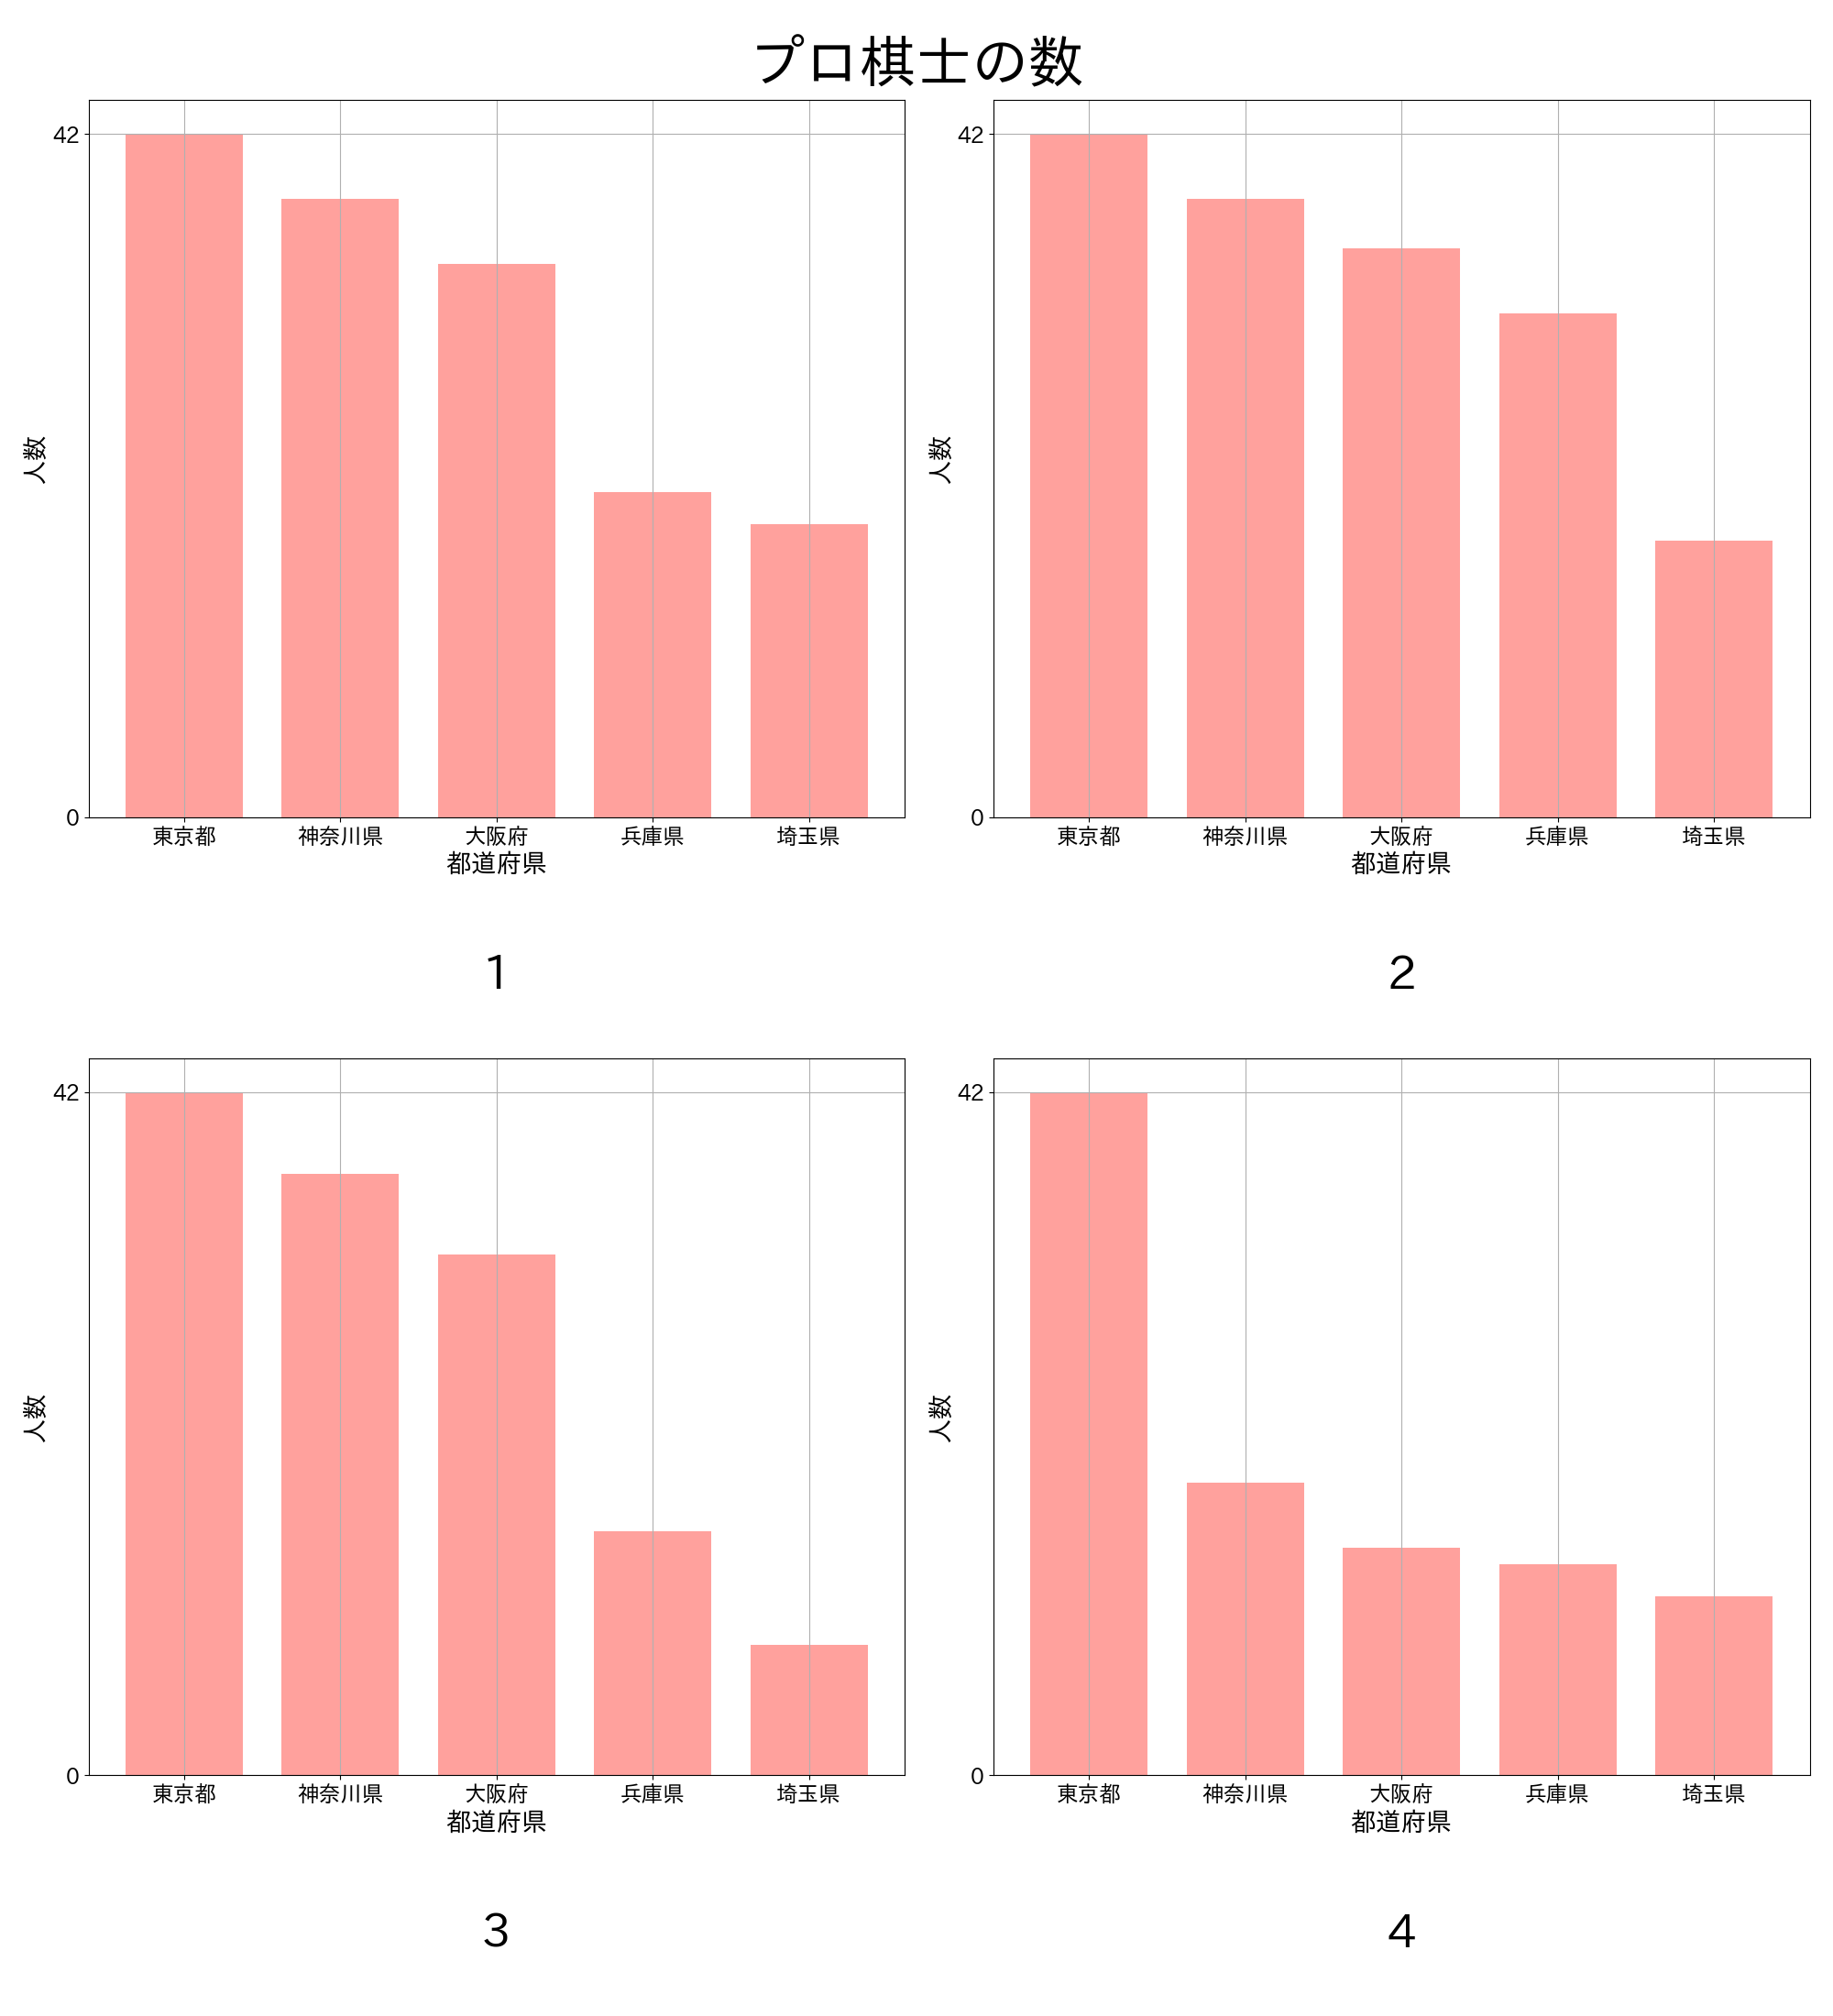 プロ棋士の数
42
0
人数
東京都 神奈川県 大阪府 兵庫県 埼玉県
都道府県
1
42
0
人数
東京都 神奈川県 大阪府 兵庫県 埼玉県
都道府県
2
42
0
人数
東京都 神奈川県 大阪府 兵庫県 埼玉県
都道府県
3
42
0
人数
東京都 神奈川県 大阪府 兵庫県 埼玉県
都道府県
4